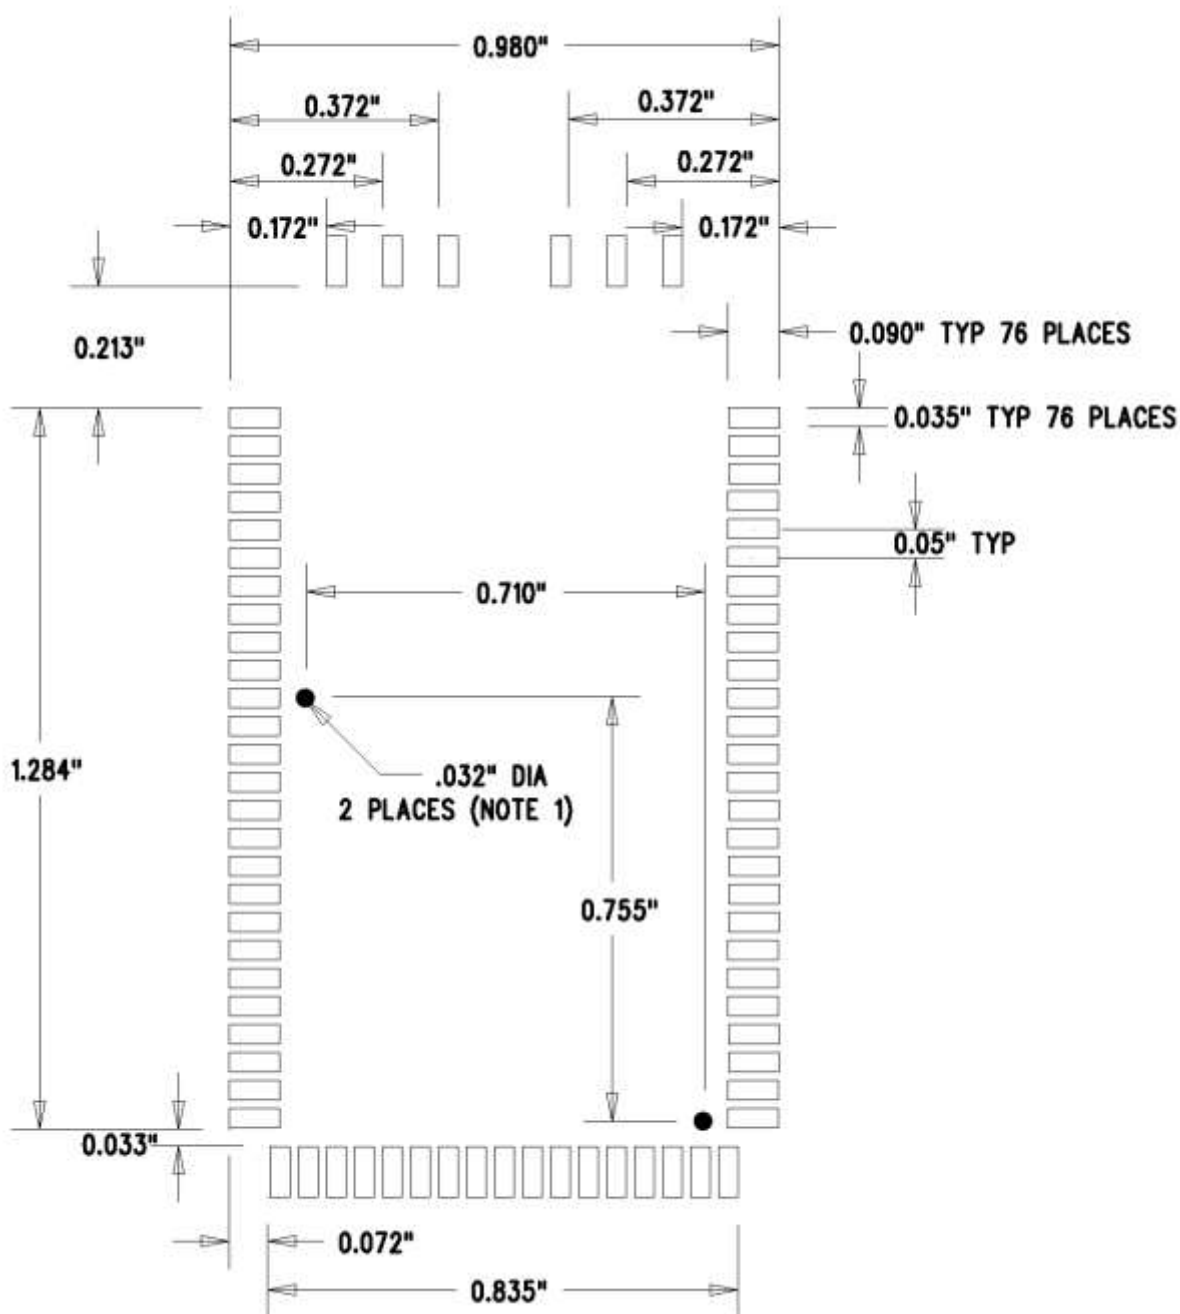 0.980"
0.372"
0.372"
0.272"
0.272"
0.172"
0.172"
0.213"
0.090" TYP 76 PLACES
0.035" TYP 76 PLACES
0.05" TYP
0.710"
1.284"
.032" DIA
2 PLACES (NOTE 1)
0.755"
0.033"
0.072"
0.835"